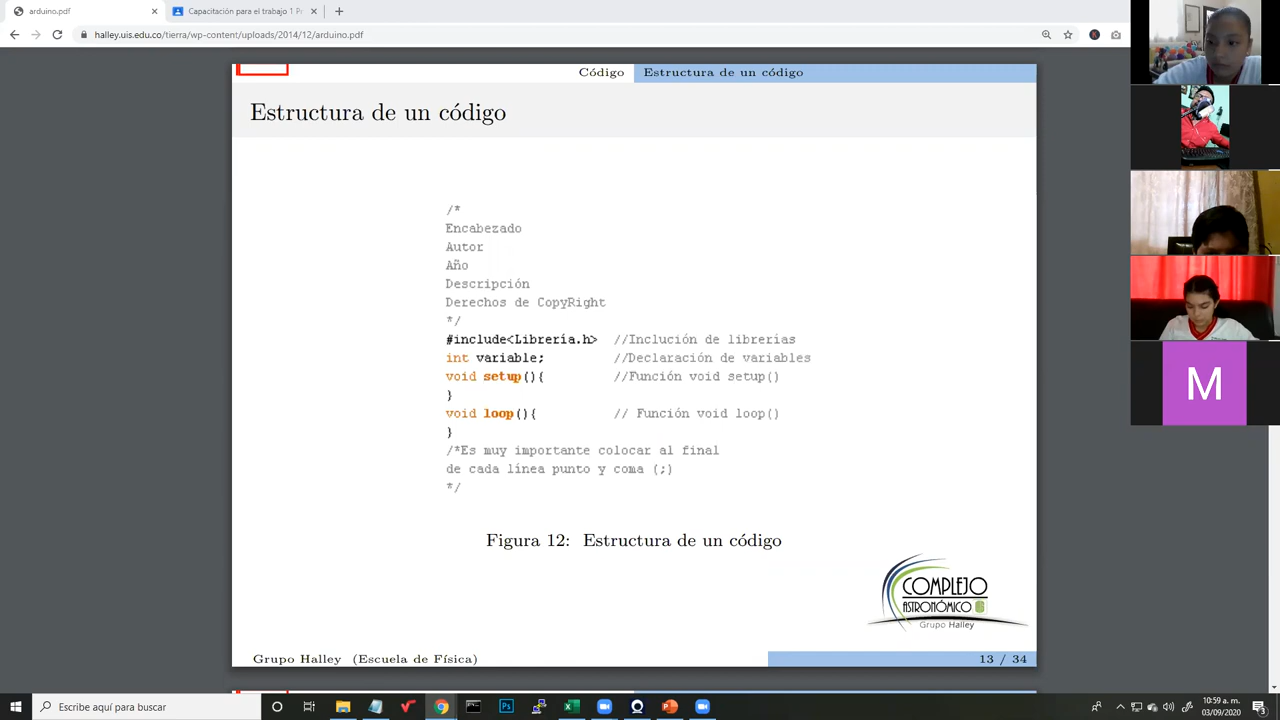 arduino.pdf
Capacitación para el trabajo 1 P
halley.uis.edu.co/tierra/wp-content/uploads/2014/12/arduino.pdf
Código Estructura de un código
Estructura de un código
/*
Encabezado
Autor
Año
Descripción
Derechos de CopyRight
*/
#include<Librería.h> //Inclución de librerías
int variable; //Declaración de variables
void setup(){ //Función void setup()
}
void loop(){ // Función void loop()
}
/*Es muy importante colocar al final
de cada línea punto y coma (;)
*/
Figura 12: Estructura de un código
COMPLEJO
ASTRONÓMICO
Grupo Halley
Grupo Halley (Escuela de Física) 13 / 34
M
Escribe aquí para buscar
10:59 a. m.
03/09/2020